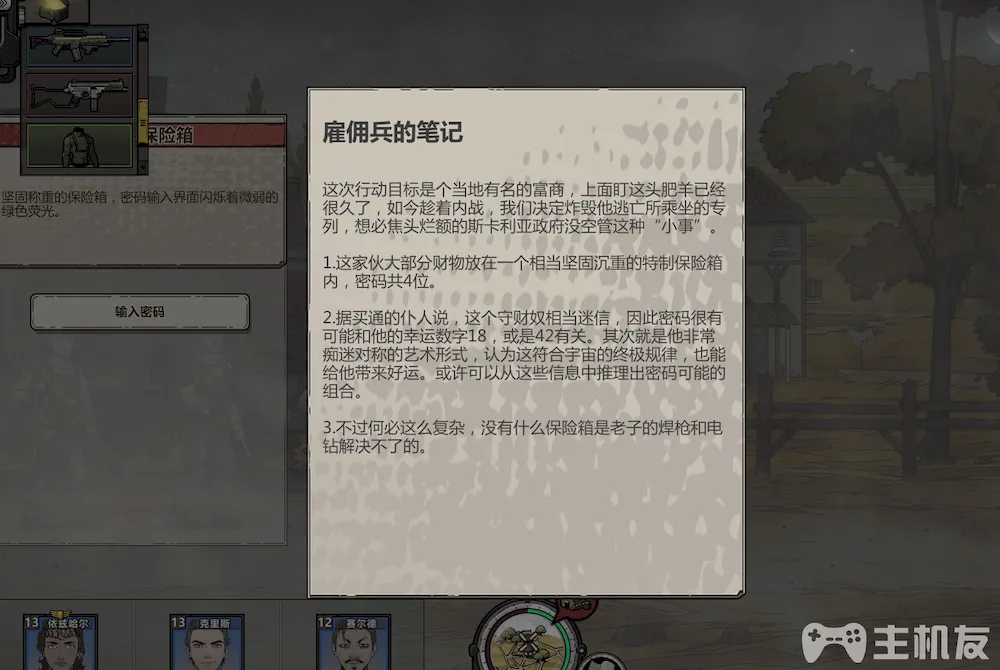 保险箱
坚固称重的保险箱，密码输入界面闪烁着微弱的
绿色荧光。
输入密码
雇佣兵的笔记
这次行动目标是个当地有名的富商，上面盯这头肥羊已经
很久了，如今趁着内战，我们决定炸毁他逃亡所乘坐的专
列，想必焦头烂额的斯卡利亚政府没空管这种“小事”。
1.这家伙大部分财物放在一个相当坚固沉重的特制保险箱
内，密码共4位。
2.据买通的仆人说，这个守财奴相当迷信，因此密码很有
可能和他的幸运数字18，或是42有关。其次就是他非常
痴迷对称的艺术形式，认为这符合宇宙的终极规律，也能
给他带来好运。或许可以从这些信息中推理出密码可能的
组合。
3.不过何必这么复杂，没有什么保险箱是老子的焊枪和电
钻解决不了的。
13 依兹哈尔
13 克里斯
12 赛尔德
主机友